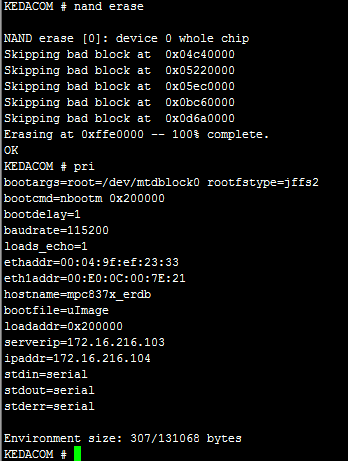 KEDACOM # nand erase
NAND erase [0]: device 0 whole chip
Skipping bad block at  0x04c40000
Skipping bad block at  0x05220000
Skipping bad block at  0x05ec0000
Skipping bad block at  0x0bc60000
Skipping bad block at  0x0d6a0000
Erasing at 0xffe0000 -- 100% complete.
OK
KEDACOM # pri
bootargs=root=/dev/mtdblock0 rootfstype=jffs2
bootcmd=nbootm 0x200000
bootdelay=1
baudrate=115200
loads_echo=1
ethaddr=00:04:9f:ef:23:33
eth1addr=00:E0:0C:00:7E:21
hostname=mpc837x_erdb
bootfile=uImage
loadaddr=0x200000
serverip=172.16.216.103
ipaddr=172.16.216.104
stdin=serial
stdout=serial
stderr=serial
Environment size: 307/131068 bytes
KEDACOM #